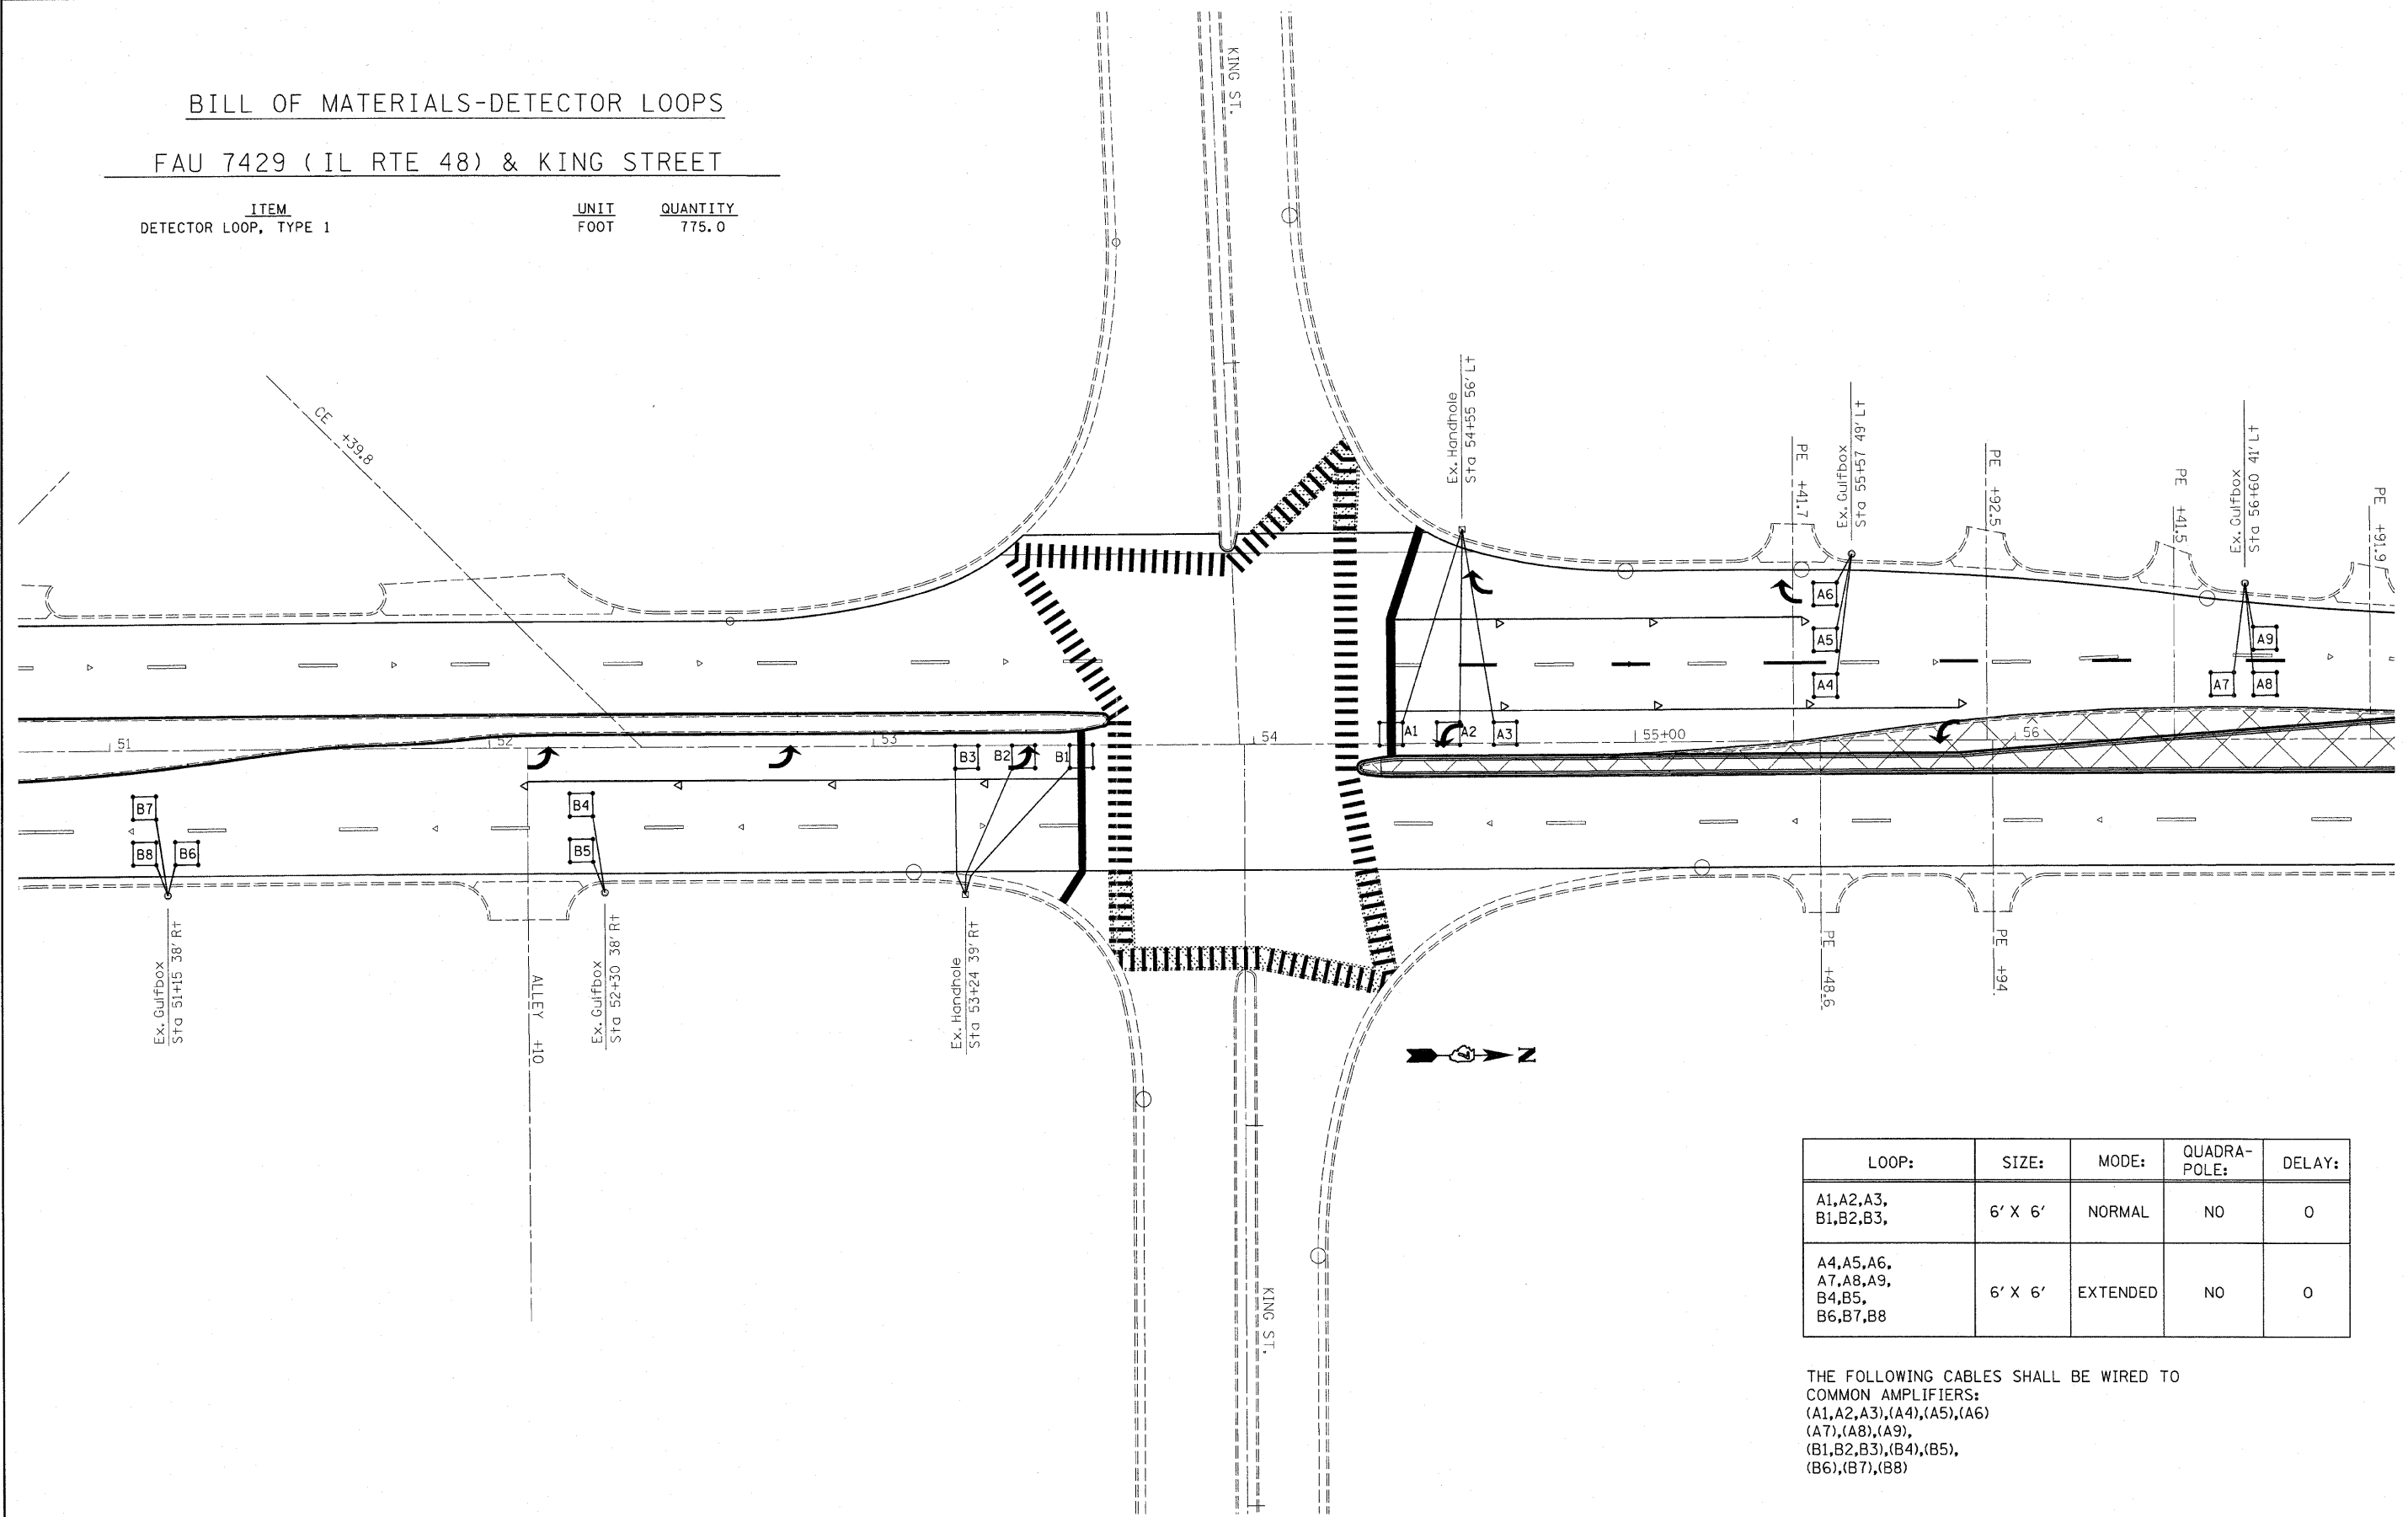 BILL OF MATERIALS-DETECTOR LOOPS
FAU 7429 (IL RTE 48) & KING STREET
ITEM UNIT QUANTITY
DETECTOR LOOP, TYPE 1 FOOT 775.0
KING ST.
CE +39.8
Ex. Handhole
Sta 54+55 56' Lt
PE +41.7
Ex. Gulfbox
Sta 55+57 49' Lt
PE +92.5
PE +41.5
Ex. Gulfbox
Sta 56+60 41' Lt
PE +91.9
A6
A5
A4
A9
A7
A8
A1
A2
A3
51
52
53
54
55+00
56
B3
B2
B1
B7
B4
B8
B6
B5
Ex. Gulfbox
Sta 51+15 38' Rt
ALLEY +10
Ex. Gulfbox
Sta 52+30 38' Rt
Ex. Handhole
Sta 53+24 39' Rt
PE +48.6
PE +94.
N
KING ST.
LOOP: SIZE: MODE: QUADRA-
POLE: DELAY:
A1,A2,A3,
B1,B2,B3, 6' X 6' NORMAL NO 0
A4,A5,A6,
A7,A8,A9,
B4,B5, 6' X 6' EXTENDED NO 0
B6,B7,B8
THE FOLLOWING CABLES SHALL BE WIRED TO
COMMON AMPLIFIERS:
(A1,A2,A3),(A4),(A5),(A6)
(A7),(A8),(A9),
(B1,B2,B3),(B4),(B5),
(B6),(B7),(B8)